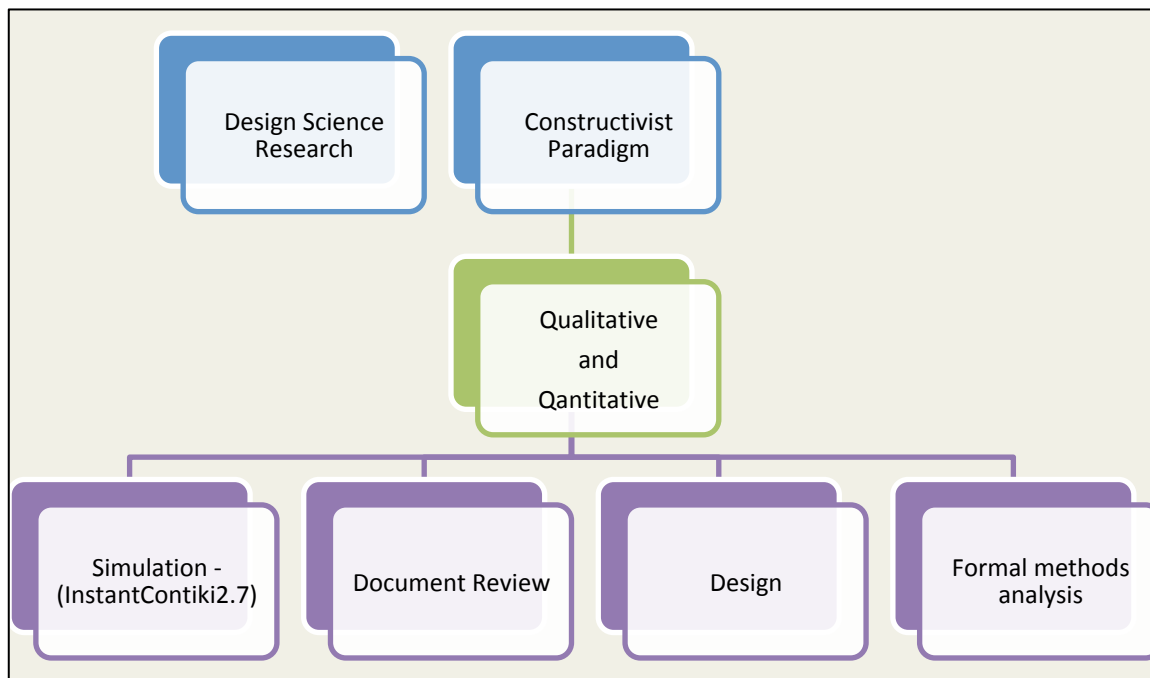 Design Science
Research
Constructivist
Paradigm
Qualitative
and
Qantitative
Simulation -
(InstantContiki2.7)
Document Review
Design
Formal methods
analysis